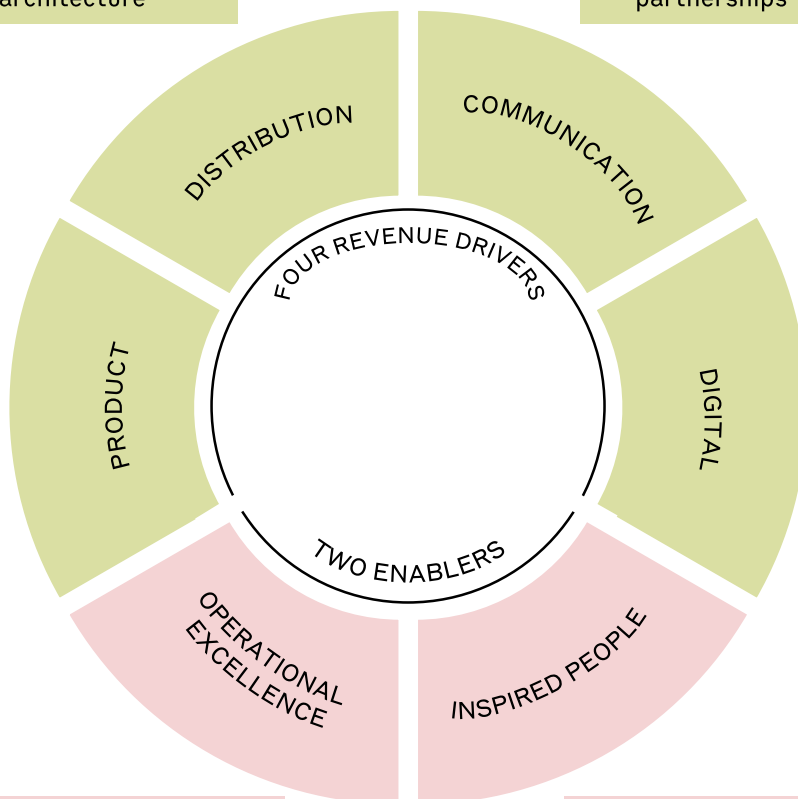 architecture
partnerships
DISTRIBUTION
COMMUNICATION
FOUR REVENUE DRIVERS
PRODUCT
DIGITAL
TWO ENABLERS
OPERATIONAL
EXCELLENCE
INSPIRED PEOPLE